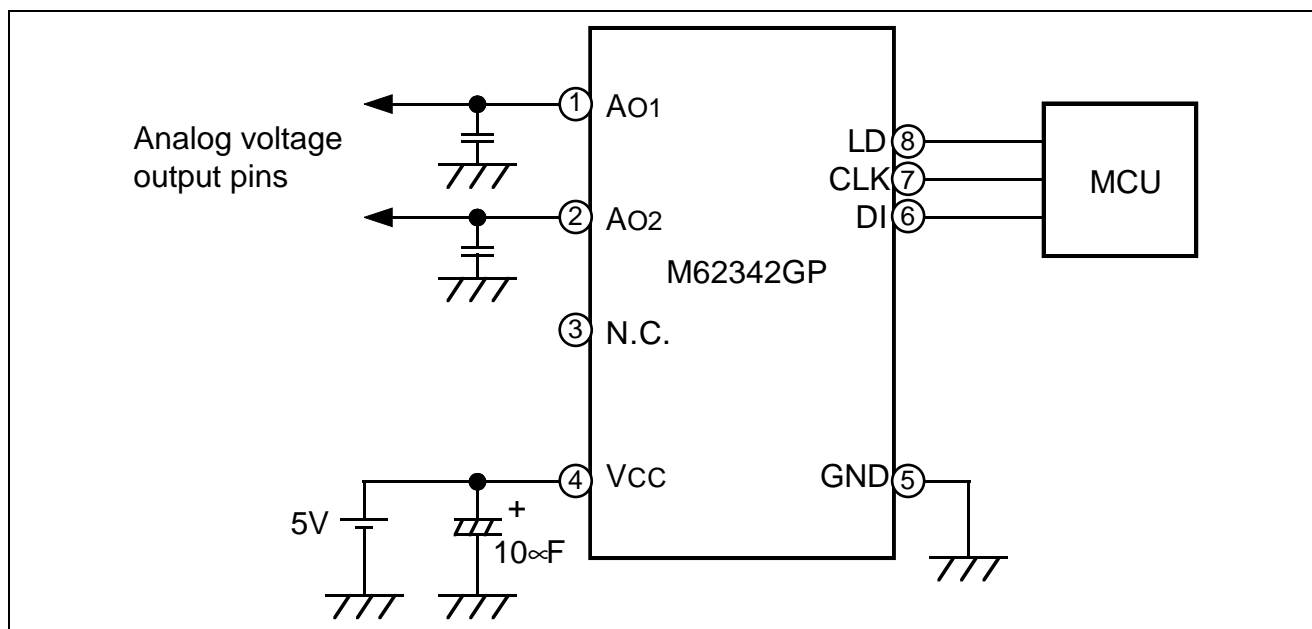 Analog voltage
output pins
1 AO1
2 AO2
3 N.C.
4 VCC
5V
+
10∝F
M62342GP
LD 8
CLK 7
DI 6
GND 5
MCU